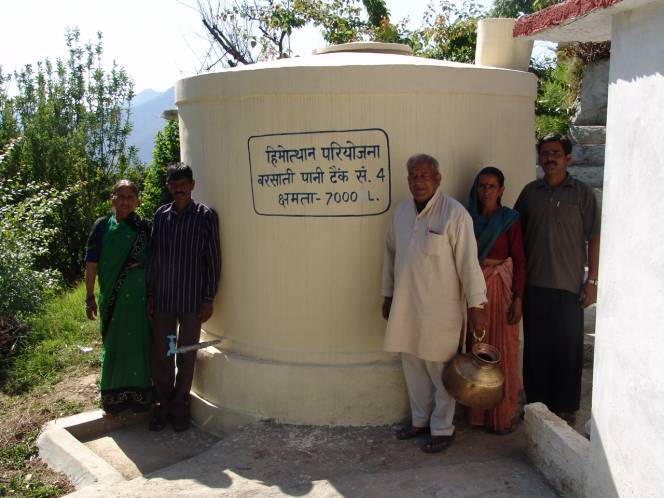 हिमोत्थान परियोजना
बरसाती पानी टैंक सं. 4
क्षमता- 7000 L.